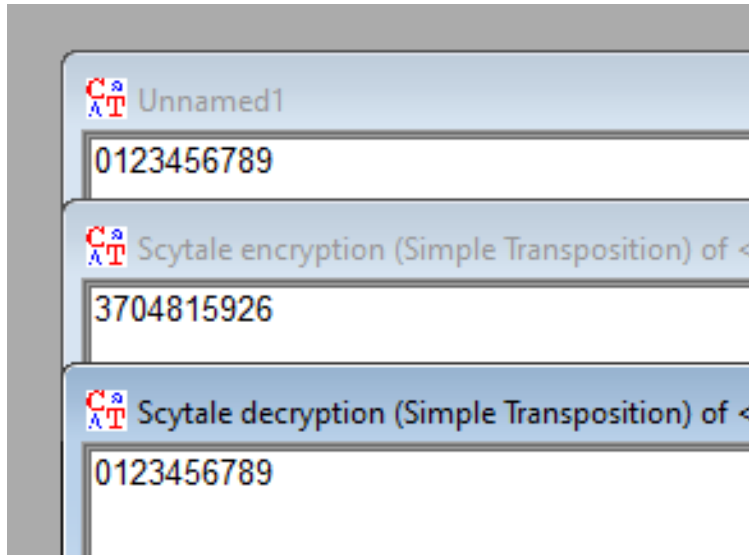 Unnamed1
0123456789
Scytale encryption (Simple Transposition) of <
3704815926
Scytale decryption (Simple Transposition) of <
0123456789